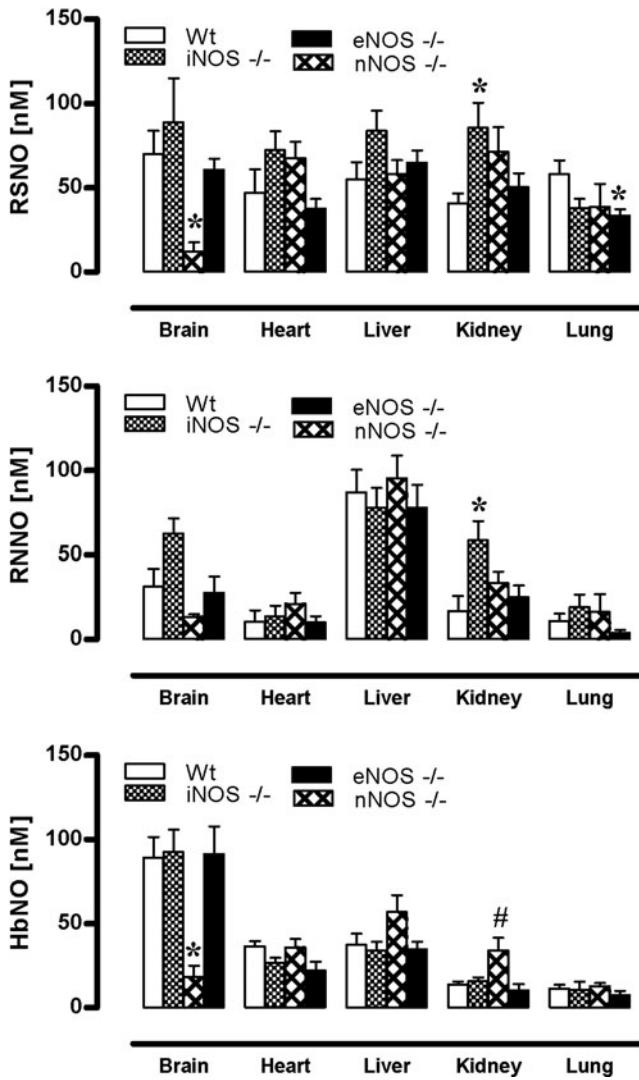 150
Wt
eNOS -/-
iNOS -/-
nNOS -/-
RSNO [nM]
100
*
*
*
50
0
Brain Heart Liver Kidney Lung
150
Wt
eNOS -/-
iNOS -/-
nNOS -/-
RNNO [nM]
100
*
50
0
Brain Heart Liver Kidney Lung
150
Wt
eNOS -/-
iNOS -/-
nNOS -/-
HbNO [nM]
100
50
#
*
0
Brain Heart Liver Kidney Lung